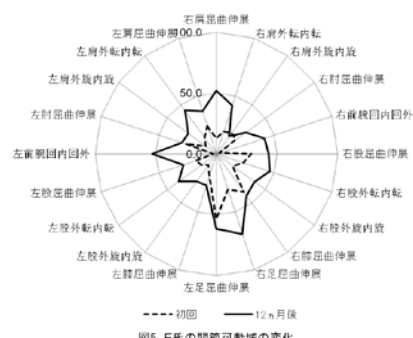 右肩屈曲伸展
左肩屈曲伸展
100.0
右肩外転内転
左肩外転内転
右肩外旋内旋
左肩外旋内旋
右肘屈曲伸展
左肘屈曲伸展
50.0
右前腕回内回外
左前腕回内回外
0.0
右股屈曲伸展
左股屈曲伸展
右股外転内転
左股外転内転
右股外旋内旋
左股外旋内旋
右膝屈曲伸展
左膝屈曲伸展
右足屈曲伸展
左足屈曲伸展
初回
12ヵ月後
図5 E氏の関節可動域の変化